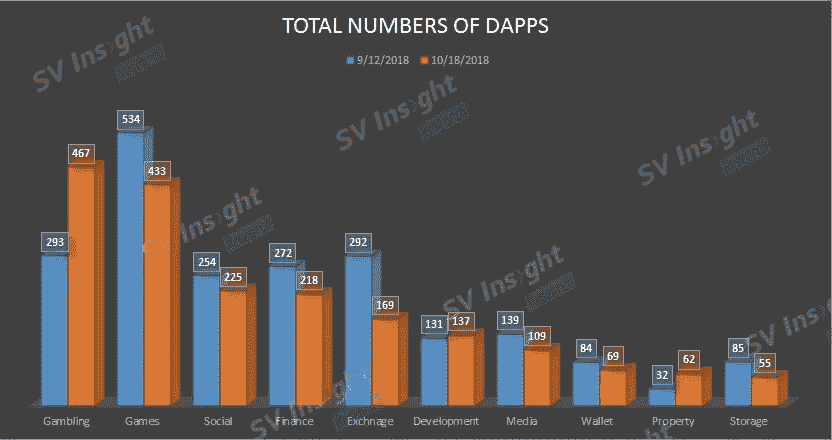 TOTAL NUMBERS OF DAPPS
9/12/2018 10/18/2018
534
467
433
293
292
272
254
225
218
169
131 137 139
109
84
69
32
62
85
55
Gambling Games Social Finance Exchnage Development Media Wallet Property Storage
SV Insight
SV Insight
SV Insight
SV Insight
SV Insight
SV Insight